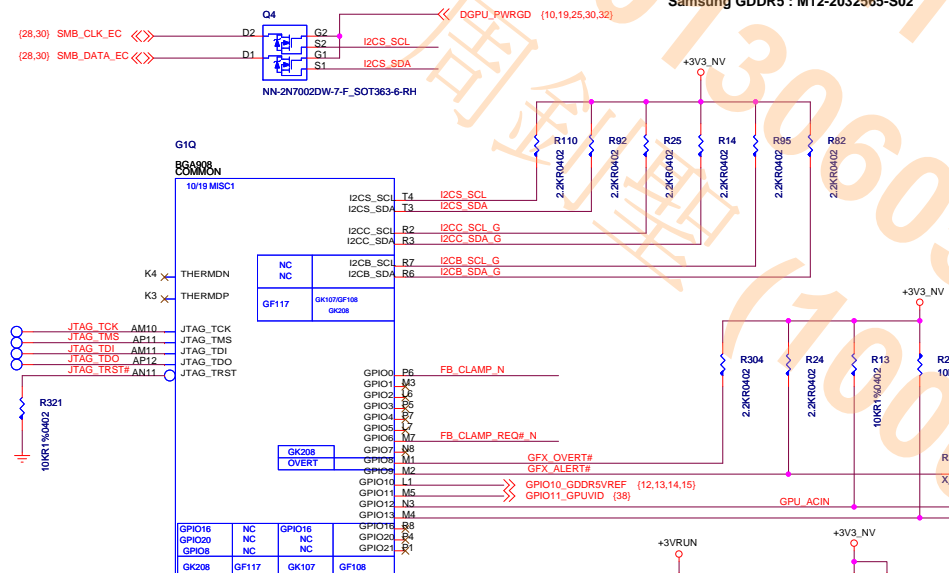 Samsung GDDR5 : MT2-2032565-S02
Q4
DGPU_PWRGD {10,19,25,30,32}
{28,30} SMB_CLK_EC
D2
G2
S2
I2CS_SCL
{28,30} SMB_DATA_EC
D1
G1
S1
I2CS_SDA
NN-2N7002DW-7-F_SOT363-6-RH
+3V3_NV
R110
2.2KR0402
R92
2.2KR0402
R25
2.2KR0402
R14
2.2KR0402
R95
2.2KR0402
R82
2.2KR0402
G1Q
BGA908
COMMON
10/19 MISC1
I2CS_SCL T4 I2CS_SCL
I2CS_SDA T3 I2CS_SDA
I2CC_SCL R2 I2CC_SCL_G
I2CC_SDA R3 I2CC_SDA_G
I2CB_SCL R7 I2CB_SCL_G
I2CB_SDA R6 I2CB_SDA_G
K4 THERMDN
K3 THERMDP
NC
NC
GF117
GK107/GF108
GK208
JTAG_TCK AM10 JTAG_TCK
JTAG_TMS AP11 JTAG_TMS
JTAG_TDI AM11 JTAG_TDI
JTAG_TDO AP12 JTAG_TDO
JTAG_TRST# AN11 JTAG_TRST
R321
10KR1%0402
+3V3_NV
R304
2.2KR0402
R24
2.2KR0402
R13
10KR1%0402
GPIO0 P6 FB_CLAMP_N
GPIO1 M3
GPIO2 L6
GPIO3 P5
GPIO4 P7
GPIO5 L7
GPIO6 M7 FB_CLAMP_REQ#_N
GPIO7 N8
GPIO8 M1 GFX_OVERT#
GPIO9 M2 GFX_ALERT#
GPIO10 L1 GPIO10_GDDR5VREF {12,13,14,15}
GPIO11 M5 GPIO11_GPUVID {38}
GPIO12 N3 GPU_ACIN
GPIO13 M4
GPIO16 R8
GPIO20 P4
GPIO21 P1
GK208
OVERT
GPIO16 NC GPIO16
GPIO20 NC NC
GPIO8 NC NC
GK208 GF117 GK107 GF108
+3VRUN
+3V3_NV
周釗聖